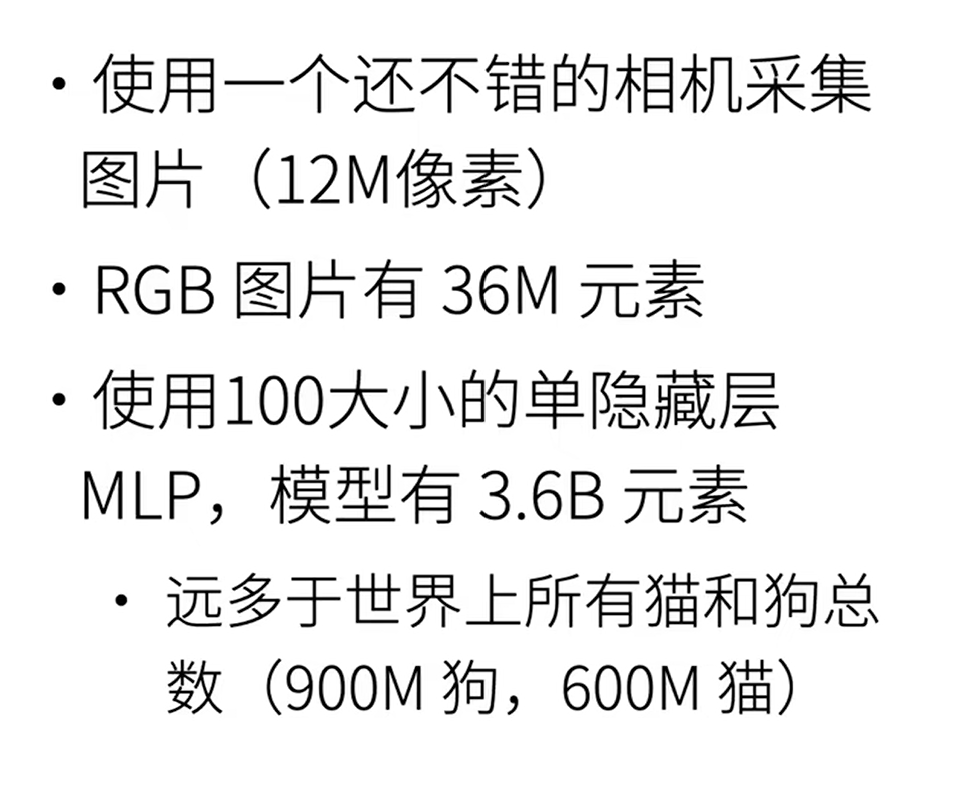 • 使用一个还不错的相机采集
图片（12M像素）
• RGB 图片有 36M 元素
• 使用100大小的单隐藏层
MLP，模型有 3.6B 元素
• 远多于世界上所有猫和狗总
数（900M 狗，600M 猫）